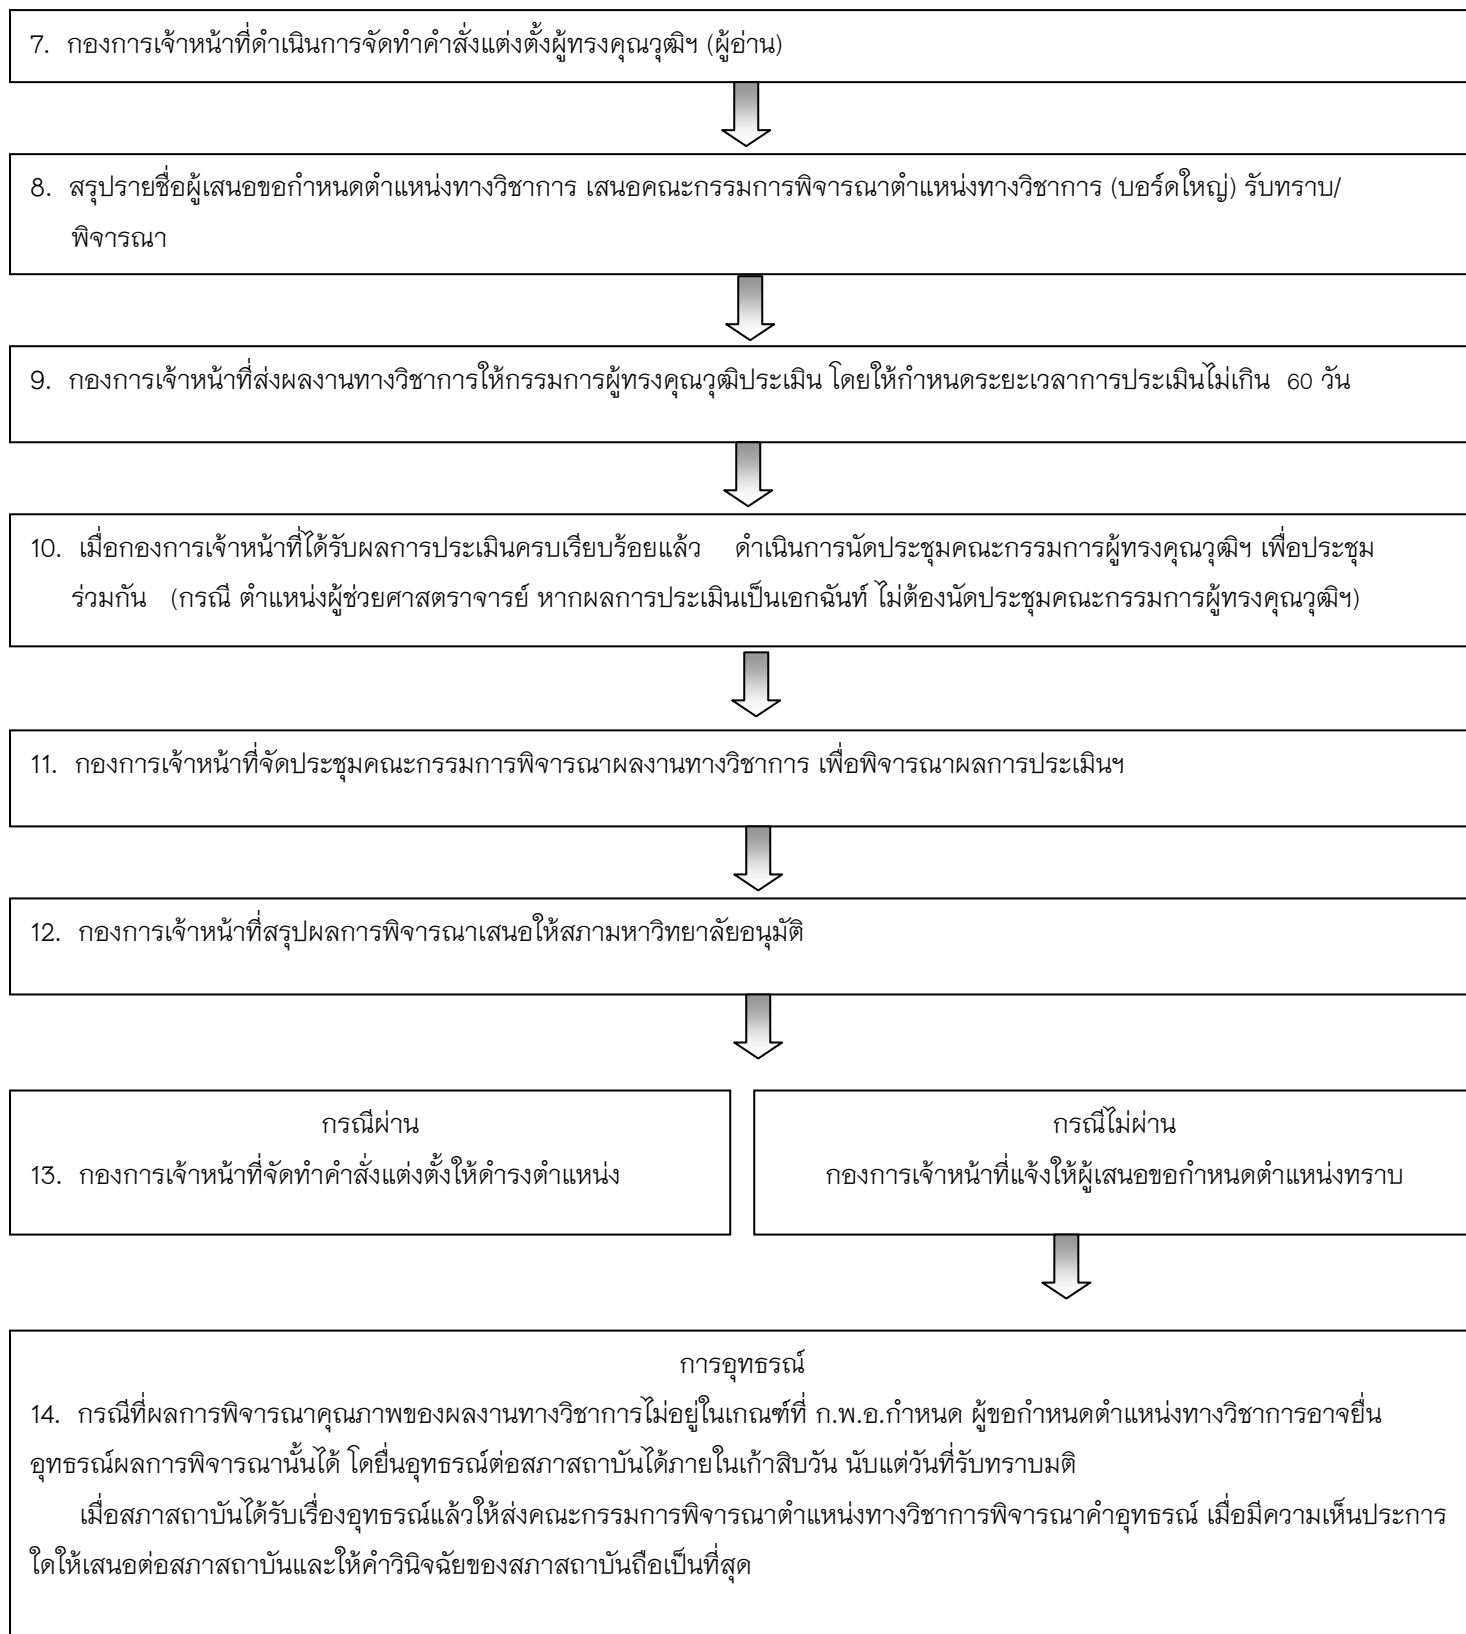 7. กองการเจ้าหน้าที่ดำเนินการจัดทำคำสั่งแต่งตั้งผู้ทรงคุณวุฒิฯ (ผู้อ่าน)
8. สรุปรายชื่อผู้เสนอขอกำหนดตำแหน่งทางวิชาการ เสนอคณะกรรมการพิจารณาตำแหน่งทางวิชาการ (บอร์ดใหญ่) รับทราบ/
พิจารณา
9. กองการเจ้าหน้าที่ส่งผลงานทางวิชาการให้กรรมการผู้ทรงคุณวุฒิประเมิน โดยให้กำหนดระยะเวลาการประเมินไม่เกิน 60 วัน
10. เมื่อกองการเจ้าหน้าที่ได้รับผลการประเมินครบเรียบร้อยแล้ว ดำเนินการนัดประชุมคณะกรรมการผู้ทรงคุณวุฒิฯ เพื่อประชุม
ร่วมกัน (กรณี ตำแหน่งผู้ช่วยศาสตราจารย์ หากผลการประเมินเป็นเอกฉันท์ ไม่ต้องนัดประชุมคณะกรรมการผู้ทรงคุณวุฒิฯ)
11. กองการเจ้าหน้าที่จัดประชุมคณะกรรมการพิจารณาผลงานทางวิชาการ เพื่อพิจารณาผลการประเมินฯ
12. กองการเจ้าหน้าที่สรุปผลการพิจารณาเสนอให้สภามหาวิทยาลัยอนุมัติ
กรณีผ่าน
13. กองการเจ้าหน้าที่จัดทำคำสั่งแต่งตั้งให้ดำรงตำแหน่ง
กรณีไม่ผ่าน
กองการเจ้าหน้าที่แจ้งให้ผู้เสนอขอกำหนดตำแหน่งทราบ
การอุทธรณ์
14. กรณีที่ผลการพิจารณาคุณภาพของผลงานทางวิชาการไม่อยู่ในเกณฑ์ที่ ก.พ.อ.กำหนด ผู้ขอกำหนดตำแหน่งทางวิชาการอาจยื่น
อุทธรณ์ผลการพิจารณานั้นได้ โดยยื่นอุทธรณ์ต่อสภาสถาบันได้ภายในเก้าสิบวัน นับแต่วันที่รับทราบมติ
เมื่อสภาสถาบันได้รับเรื่องอุทธรณ์แล้วให้ส่งคณะกรรมการพิจารณาตำแหน่งทางวิชาการพิจารณาคำอุทธรณ์ เมื่อมีความเห็นประการ
ใดให้เสนอต่อสภาสถาบันและให้คำวินิจฉัยของสภาสถาบันถือเป็นที่สุด